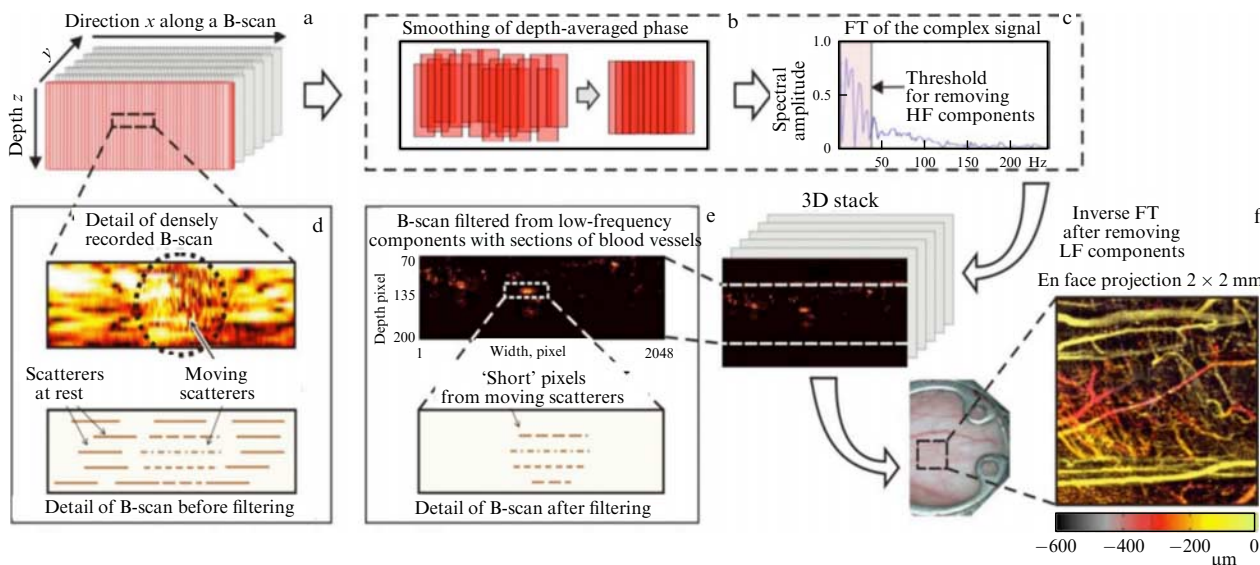 Direction x along a B-scan
a
y
Depth z
b
Smoothing of depth-averaged phase
c
FT of the complex signal
1.0
0.5
0
Spectral
amplitude
Threshold
for removing
HF components
50
100
150
200
Hz
d
Detail of densely
recorded B-scan
Scatterers
at rest
Moving
scatterers
Detail of B-scan before filtering
e
B-scan filtered from low-frequency
components with sections of blood vessels
70
135
200
Depth pixel
1
Width, pixel
2048
‘Short’ pixels
from moving scatterers
Detail of B-scan after filtering
3D stack
Inverse FT
after removing
LF components
f
En face projection 2 × 2 mm
−600
−400
−200
0
μm